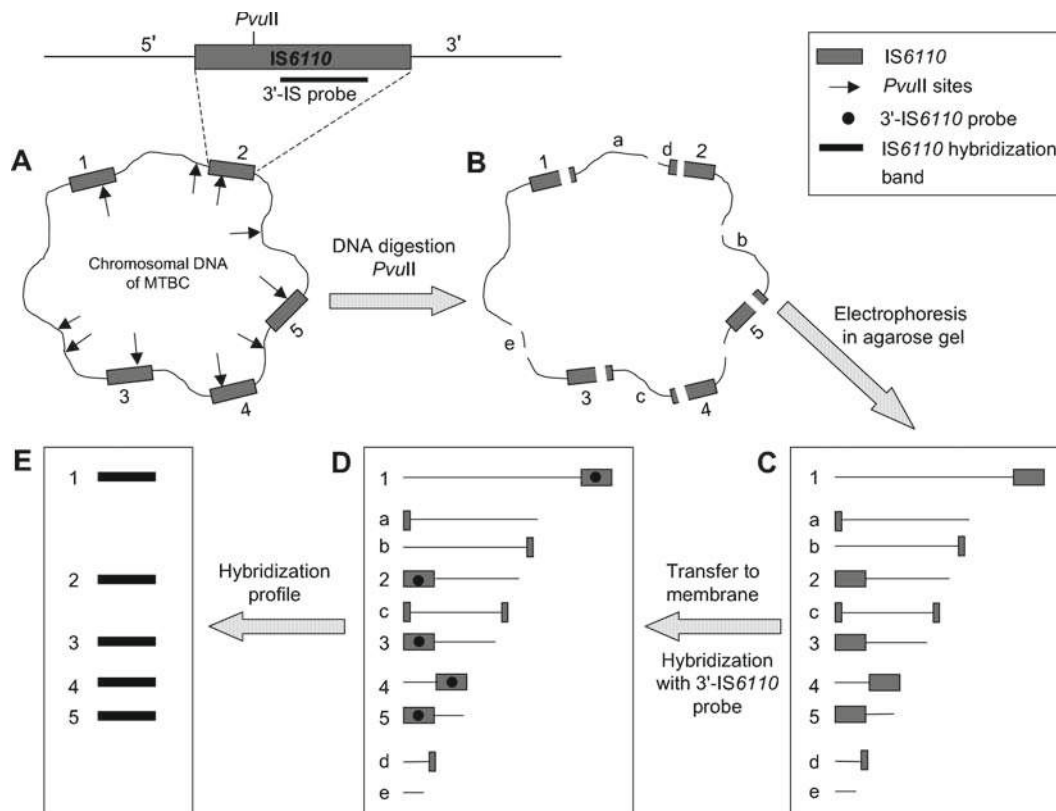 PvuII
5' 3'
IS6110
3'-IS probe
IS6110
PvuII sites
3'-IS6110 probe
IS6110 hybridization
band
A
1
2
Chromosomal DNA
of MTBC
5
3
4
DNA digestion
PvuII
B
a
1
d 2
b
5
e
3
c
4
Electrophoresis
in agarose gel
E
1
2
3
4
5
Hybridization
profile
D
1
a
b
2
c
3
4
5
d
e
Transfer to
membrane
Hybridization
with 3'-IS6110
probe
C
1
a
b
2
c
3
4
5
d
e